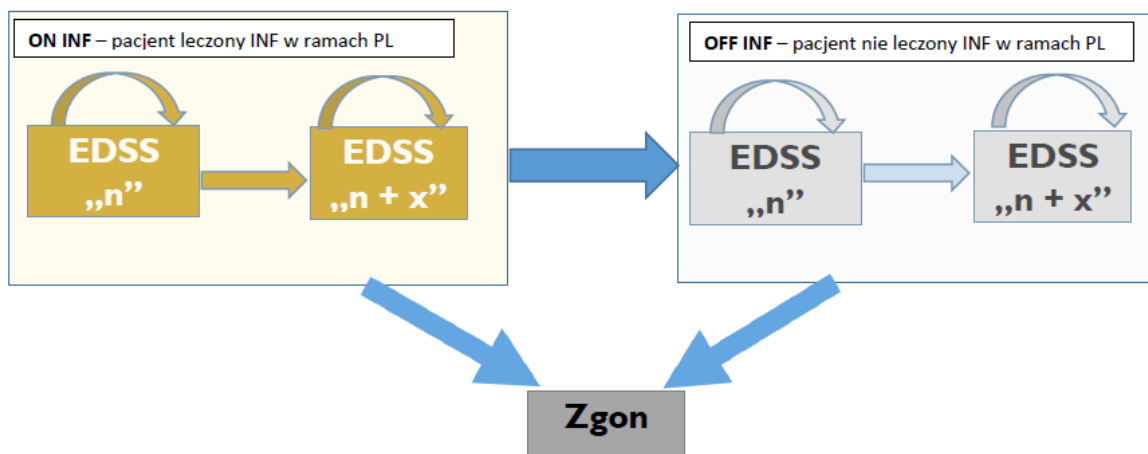 ON INF – pacjent leczony INF w ramach PL
EDSS
„n”
EDSS
„n + x”
OFF INF – pacjent nie leczony INF w ramach PL
EDSS
„n”
EDSS
„n + x”
Zgon